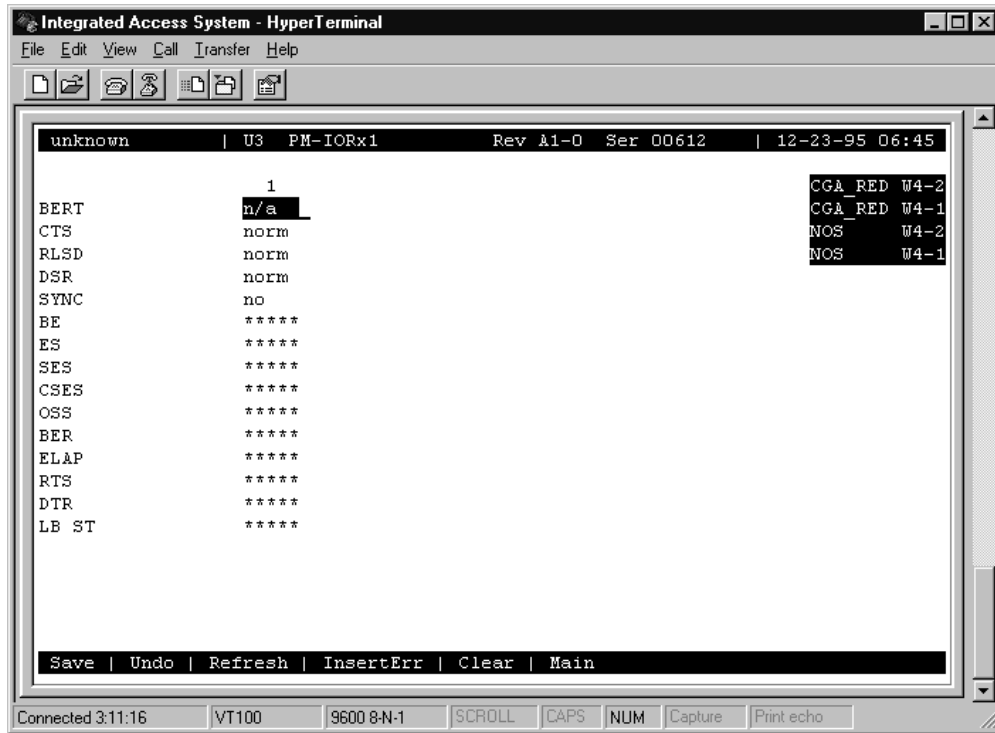 Integrated Access System - HyperTerminal
File Edit View Call Transfer Help
unknown | U3 PM-IORx1 Rev A1-0 Ser 00612 | 12-23-95 06:45
1 CGA_RED W4-2
BERT n/a _ CGA_RED W4-1
CTS norm NOS W4-2
RLSD norm NOS W4-1
DSR norm
SYNC no
BE *****
ES *****
SES *****
CSES *****
OSS *****
BER *****
ELAP *****
RTS *****
DTR *****
LB ST *****
Save | Undo | Refresh | InsertErr | Clear | Main
Connected 3:11:16 VT100 9600 8-N-1 SCROLL CAPS NUM Capture Print echo